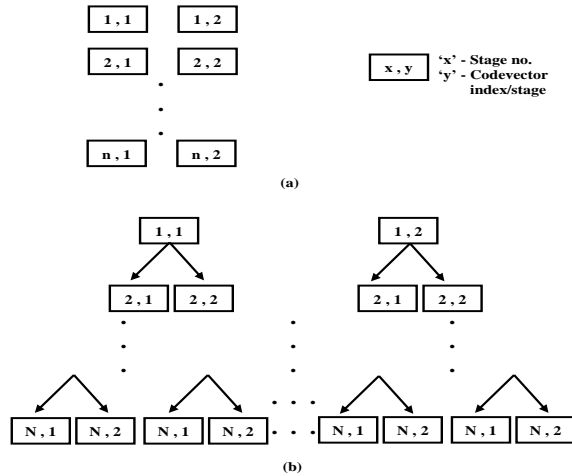 1 , 1 1 , 2
2 , 1 2 , 2
x , y
‘x’ - Stage no.
‘y’ - Codevector
index/stage
n , 1 n , 2
(a)
1 , 1 1 , 2
2 , 1 2 , 2 2 , 1 2 , 2
N , 1 N , 2 N , 1 N , 2 N , 1 N , 2 N , 1 N , 2
(b)